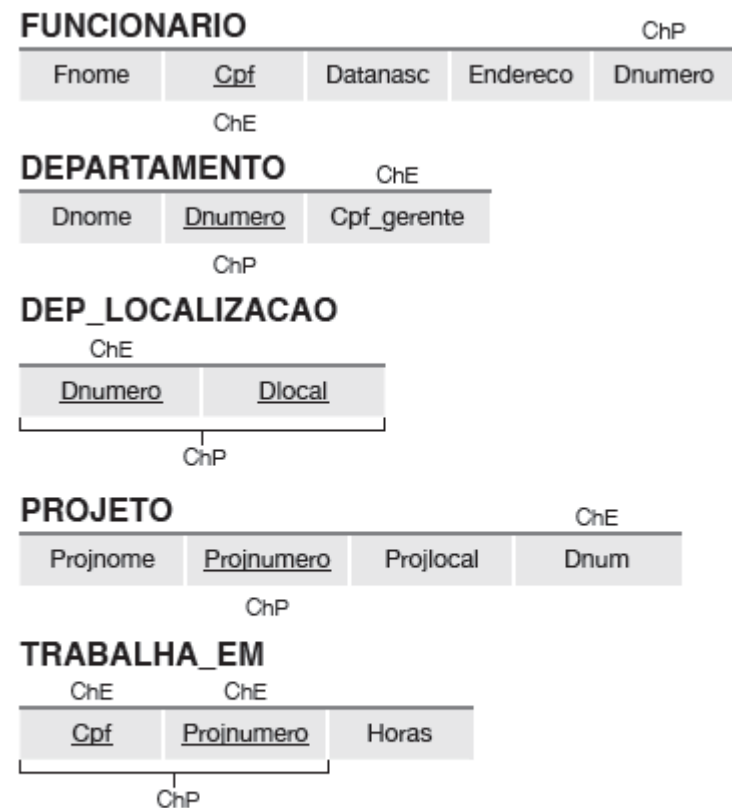 FUNCIONARIO
ChP
Fnome Cpf Datanasc Endereco Dnumero
ChE
DEPARTAMENTO
ChE
Dnome Dnumero Cpf_gerente
ChP
DEP_LOCALIZACAO
ChE
Dnumero Dlocal
ChP
PROJETO
ChE
Projnome Projnumero Projlocal Dnum
ChP
TRABALHA_EM
ChE ChE
Cpf Projnumero Horas
ChP